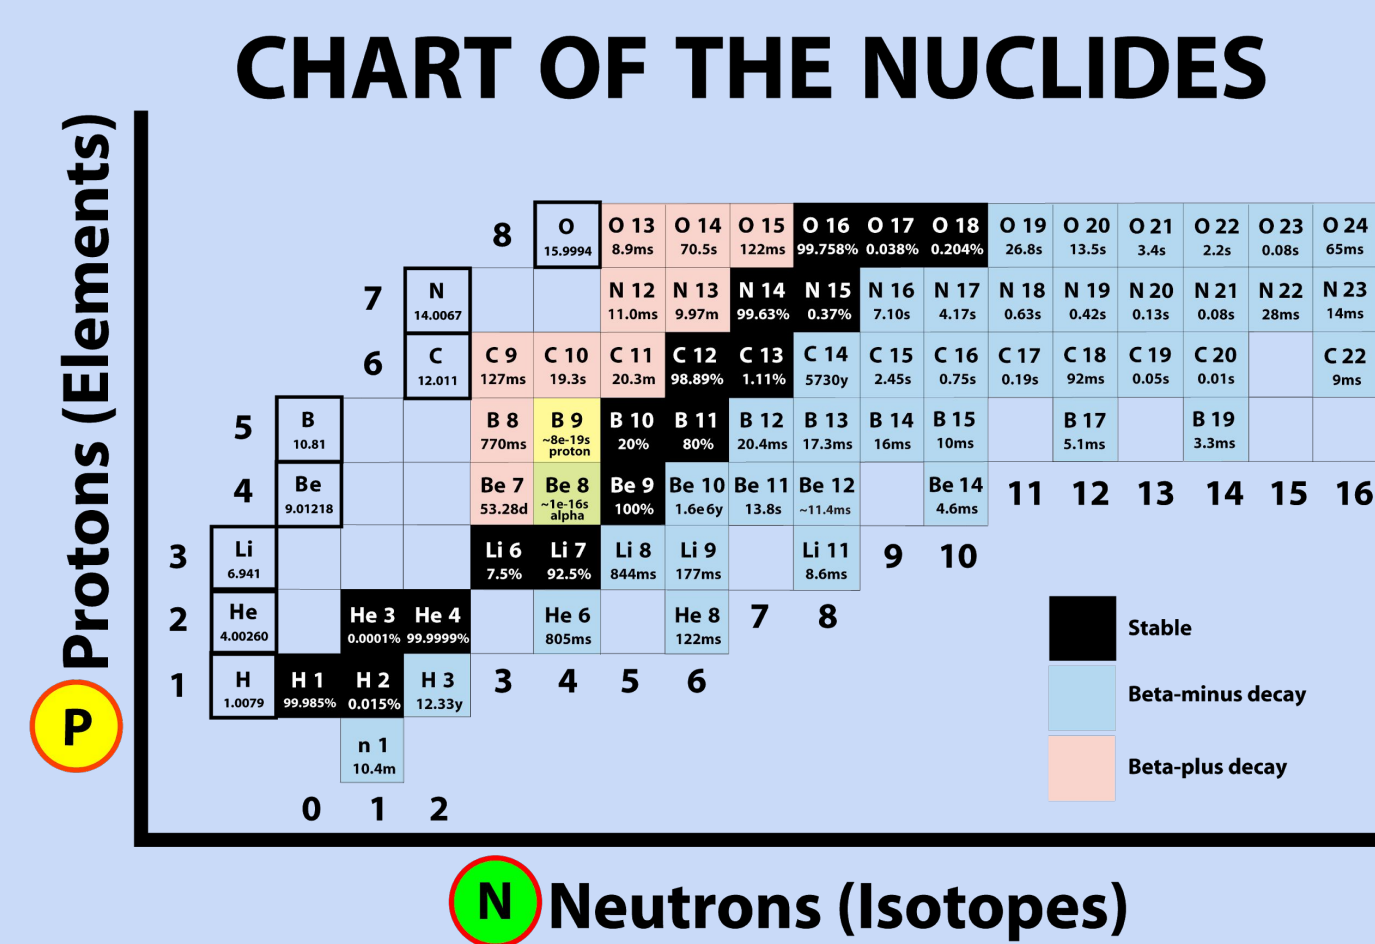 CHART OF THE NUCLIDES
Protons (Elements)
P
8
O
15.9994
O 13
8.9ms
O 14
70.5s
O 15
122ms
O 16
99.758%
O 17
0.038%
O 18
0.204%
O 19
26.8s
O 20
13.5s
O 21
3.4s
O 22
2.2s
O 23
0.08s
O 24
65ms
7
N
14.0067
N 12
11.0ms
N 13
9.97m
N 14
99.63%
N 15
0.37%
N 16
7.10s
N 17
4.17s
N 18
0.63s
N 19
0.42s
N 20
0.13s
N 21
0.08s
N 22
28ms
N 23
14ms
6
C
12.011
C 9
127ms
C 10
19.3s
C 11
20.3m
C 12
98.89%
C 13
1.11%
C 14
5730y
C 15
2.45s
C 16
0.75s
C 17
0.19s
C 18
92ms
C 19
0.05s
C 20
0.01s
C 22
9ms
5
B
10.81
B 8
770ms
B 9
~8e-19s
proton
B 10
20%
B 11
80%
B 12
20.4ms
B 13
17.3ms
B 14
16ms
B 15
10ms
B 17
5.1ms
B 19
3.3ms
4
Be
9.01218
Be 7
53.28d
Be 8
~1e-16s
alpha
Be 9
100%
Be 10
1.6e6y
Be 11
13.8s
Be 12
~11.4ms
Be 14
4.6ms
11 12 13 14 15 16
3
Li
6.941
Li 6
7.5%
Li 7
92.5%
Li 8
844ms
Li 9
177ms
Li 11
8.6ms
9 10
2
He
4.00260
He 3
0.0001%
He 4
99.9999%
He 6
805ms
He 8
122ms
7 8
1
H
1.0079
H 1
99.985%
H 2
0.015%
H 3
12.33y
3 4 5 6
n 1
10.4m
0 1 2
Stable
Beta-minus decay
Beta-plus decay
N
Neutrons (Isotopes)